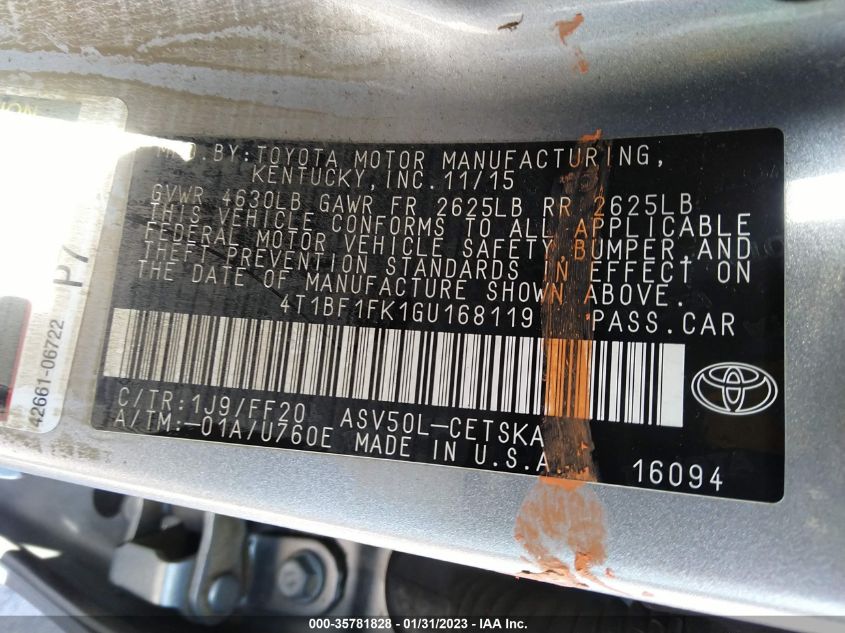 MFD. BY: TOYOTA MOTOR MANUFACTURING,
KENTUCKY, INC. 11/15
GVWR 4630LB GAWR FR 2625LB RR 2625LB
THIS VEHICLE CONFORMS TO ALL APPLICABLE
FEDERAL MOTOR VEHICLE SAFETY, BUMPER, AND
THEFT PREVENTION STANDARDS IN EFFECT ON
THE DATE OF MANUFACTURE SHOWN ABOVE.
4T1BF1FK1GU168119 PASS.CAR
C/TR:1J9/FF20 ASV50L-CETSKA
A/TM:-01A/U760E MADE IN U.S.A.
16094
P7
42661-06722
000-35781828 / 01/31/2023 - IAA Inc.